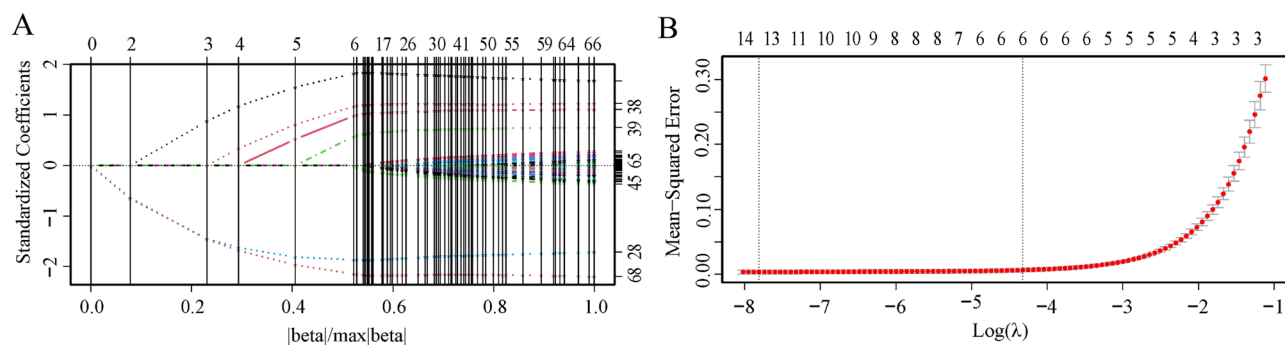 A
0 2 3 4 5 6 17 26 30 41 50 55 59 64 66
Standardized Coefficients
2
1
0
-1
-2
38
39
65
45
28
68
0.0 0.2 0.4 0.6 0.8 1.0
|beta|/max|beta|
B
14 13 11 10 10 9 8 8 8 7 6 6 6 6 6 5 5 5 4 3 3 3
Mean-Squared Error
0.30
0.20
0.10
0.00
-8 -7 -6 -5 -4 -3 -2 -1
Log(λ)